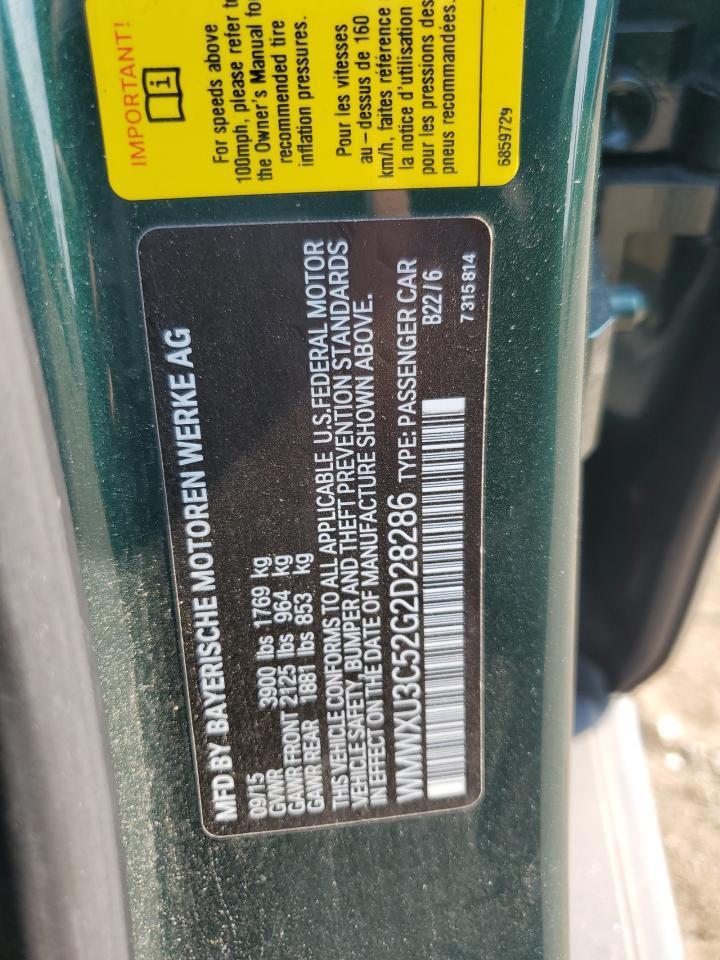 IMPORTANT!
For speeds above
100mph, please refer to
the Owner's Manual for
recommended tire
inflation pressures.
Pour les vitesses
au-dessus de 160
km/h, faites référence
la notice d'utilisation
pour les pressions des
pneus recommandées.
6859729
MFD BY BAYERISCHE MOTOREN WERKE AG
09/15
GVWR 3900 lbs 1769 kg
GAWR FRONT 2125 lbs 964 kg
GAWR REAR 1881 lbs 853 kg
THIS VEHICLE CONFORMS TO ALL APPLICABLE U.S.FEDERAL MOTOR
VEHICLE SAFETY, BUMPER AND THEFT PREVENTION STANDARDS
IN EFFECT ON THE DATE OF MANUFACTURE SHOWN ABOVE.
WMWXU3C52G2D28286 TYPE: PASSENGER CAR
B22/6
7 315 814